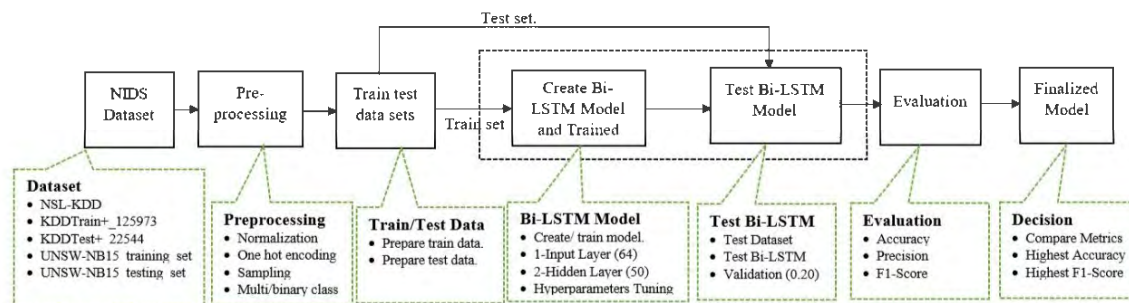 Test set.
NIDS
Dataset
Pre-
processing
Train test
data sets
Train set
Create Bi-
LSTM Model
and Trained
Test Bi-LSTM
Model
Evaluation
Finalized
Model
Dataset
• NSL-KDD
• KDDTrain+_125973
• KDDTest+_22544
• UNSW-NB15 training set
• UNSW-NB15 testing set
Preprocessing
• Normalization
• One hot encoding
• Sampling
• Multi/binary class
Train/Test Data
• Prepare train data.
• Prepare test data.
Bi-LSTM Model
• Create/ train model.
• 1-Input Layer (64)
• 2-Hidden Layer (50)
• Hyperparameters Tuning
Test Bi-LSTM
• Test Dataset
• Test Bi-LSTM
• Validation (0.20)
Evaluation
• Accuracy
• Precision
• F1-Score
Decision
• Compare Metrics
• Highest Accuracy
• Highest F1-Score